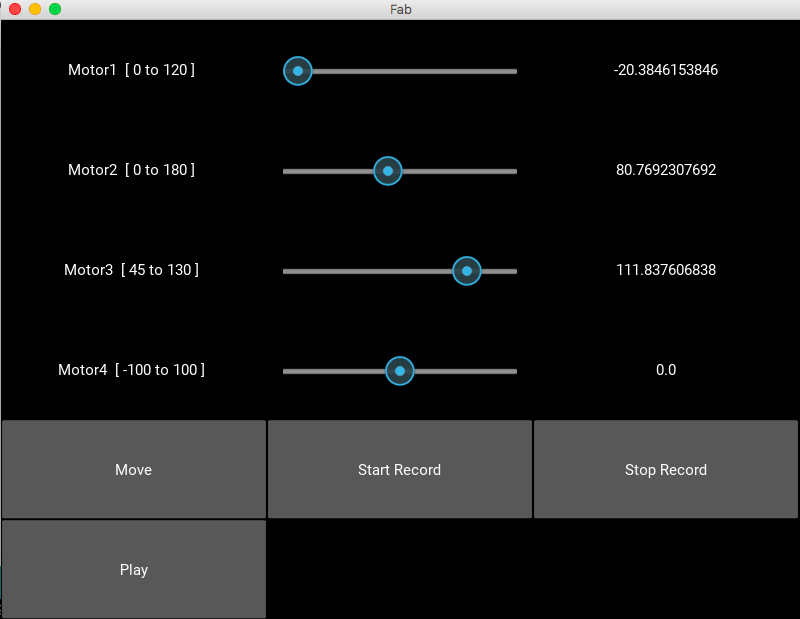 Fab
Motor1  [ 0 to 120 ] -20.3846153846
Motor2  [ 0 to 180 ] 80.7692307692
Motor3  [ 45 to 130 ] 111.837606838
Motor4  [ -100 to 100 ] 0.0
Move Start Record Stop Record
Play